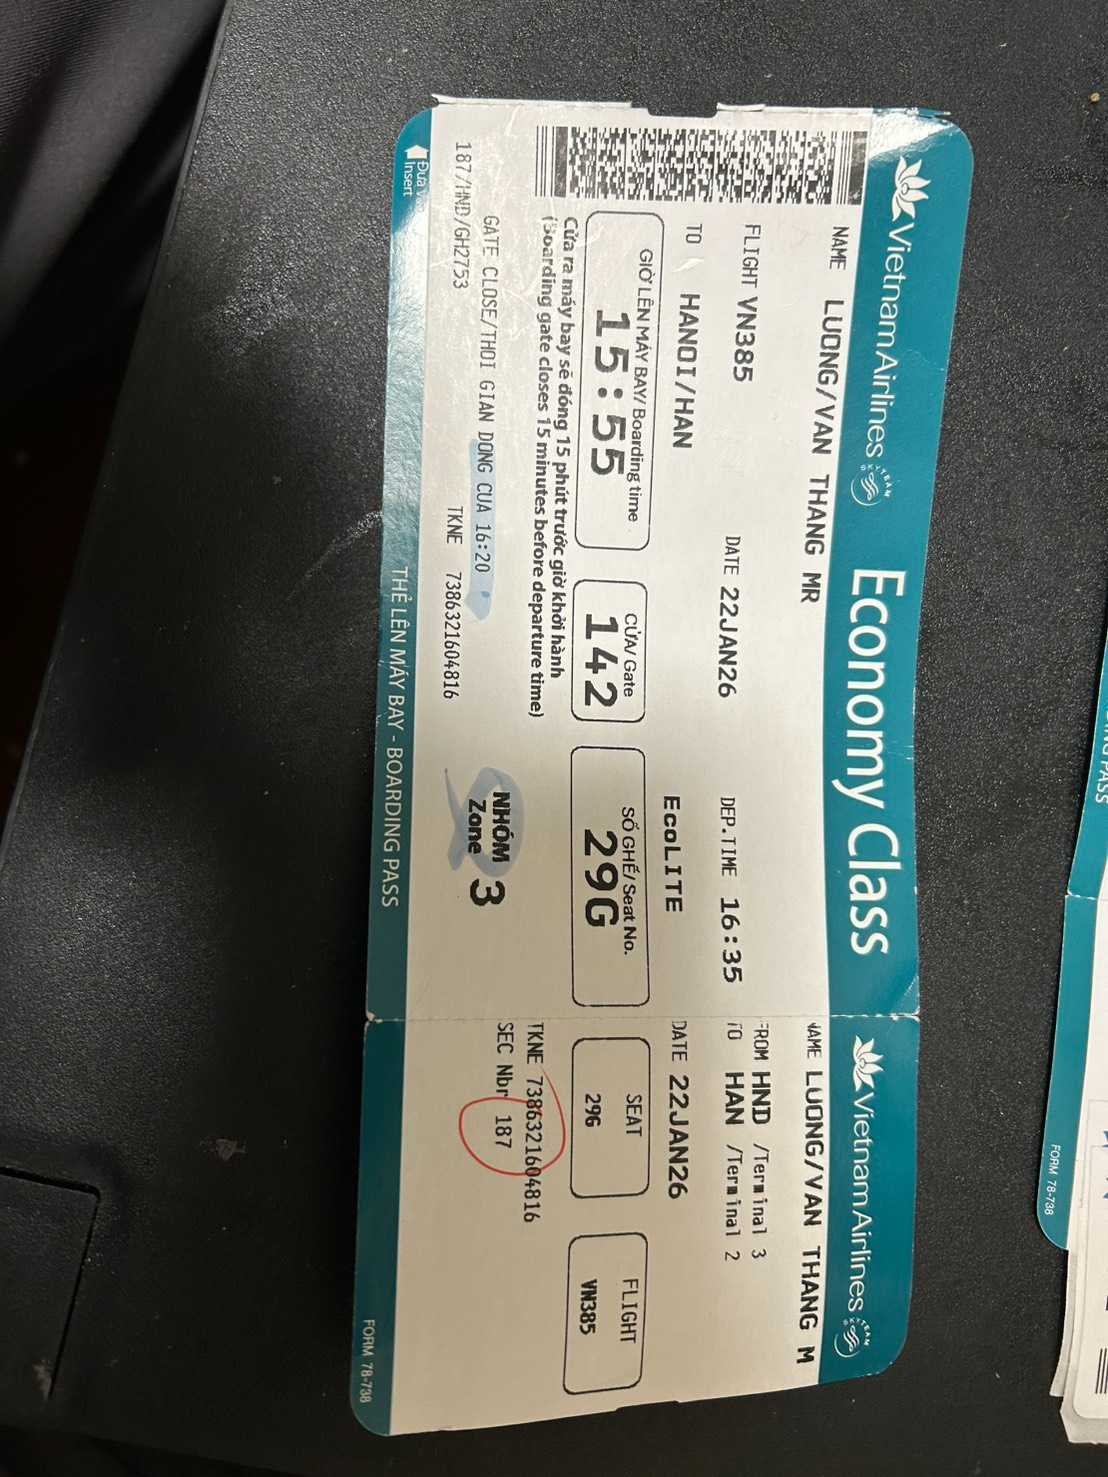 Vietnam Airlines SKYTEAM Economy Class
NAME LUONG/VAN THANG MR
FLIGHT VN385 DATE 22JAN26 DEP.TIME 16:35
TO HANOI/HAN EcoLITE
GIỜ LÊN MÁY BAY/ Boarding time
15:55
CỬA/ Gate
142
SỐ GHẾ/ Seat No.
29G
Cửa ra máy bay sẽ đóng 15 phút trước giờ khởi hành
(Boarding gate closes 15 minutes before departure time)
GATE CLOSE/THOI GIAN DONG CUA 16:20
NHÓM
Zone 3
187/HND/GH2753 TKNE 7386321604816
Đưa
Insert
THẺ LÊN MÁY BAY - BOARDING PASS
Vietnam Airlines SKYTEAM
NAME LUONG/VAN THANG M
FROM HND /Terminal 3
TO HAN /Terminal 2
DATE 22JAN26
SEAT
29G
FLIGHT
VN385
TKNE 7386321604816
SEC Nbr 187
FORM 78-738
PASS
FORM 78-738